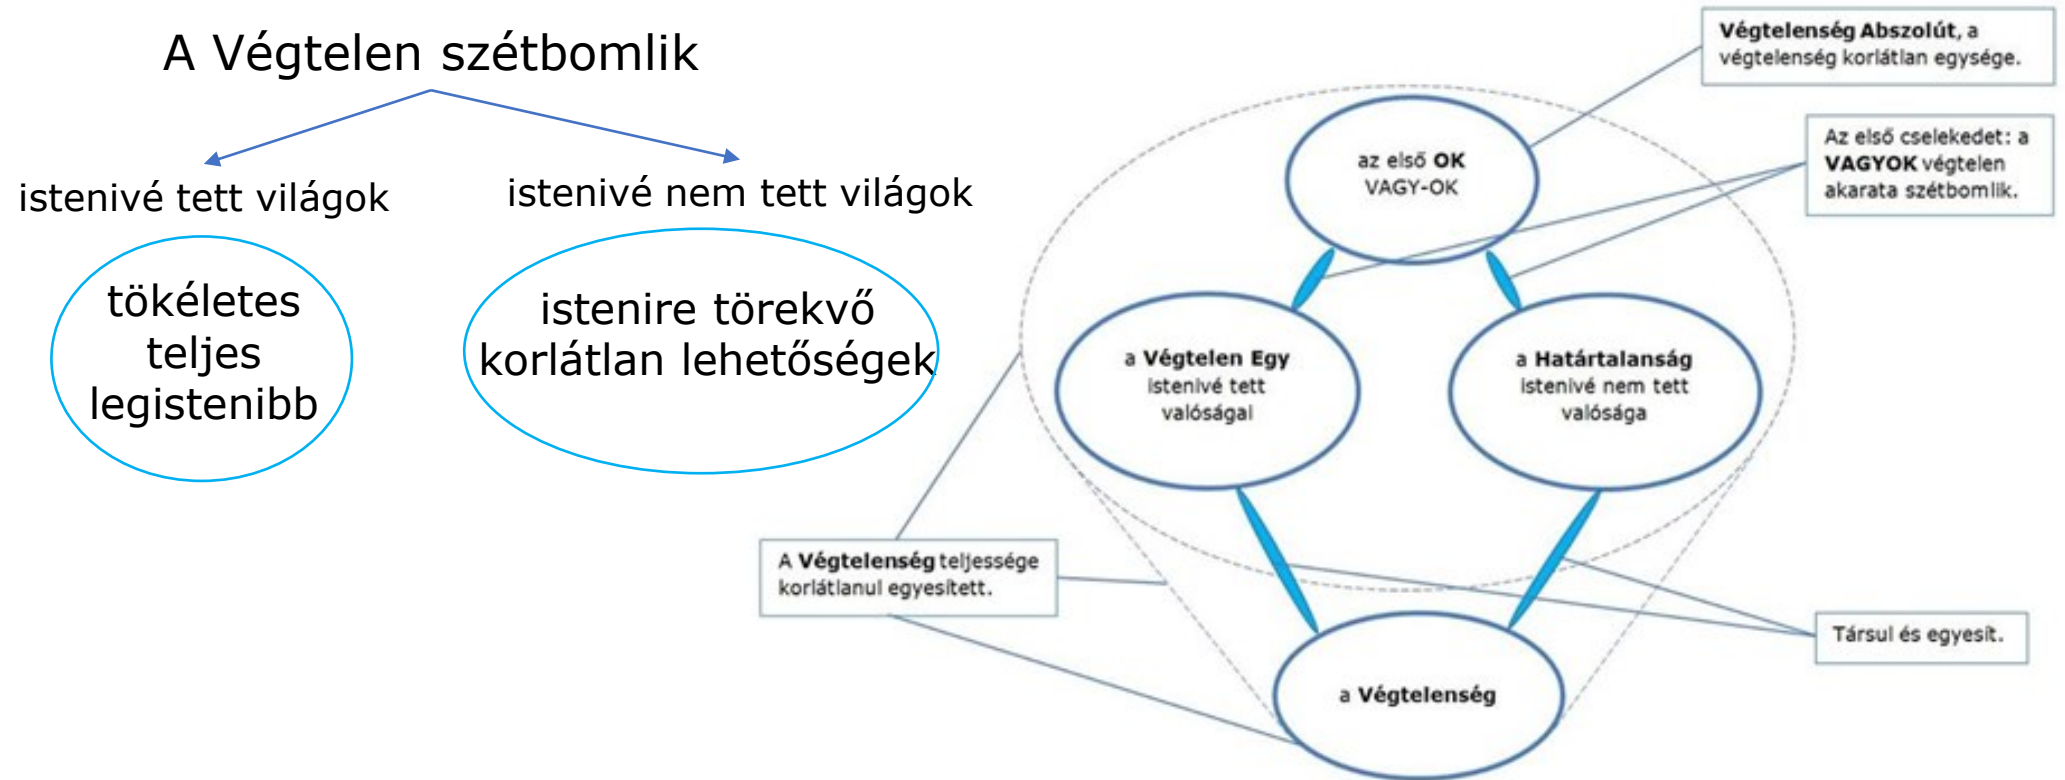 A Végtelen szétbomlik
istenivé tett világok
istenivé nem tett világok
tökéletes
teljes
legistenibb
istenire törekvő
korlátlan lehetőségek
Végtelenség Abszolút, a
végtelenség korlátlan egysége.
Az első cselekedet: a
VAGYOK végtelen
akarata szétbomlik.
az első OK
VAGY-OK
a Végtelen Egy
istenivé tett
valóságal
a Határtalanság
istenivé nem tett
valósága
A Végtelenség teljessége
korlátlanul egyesített.
Társul és egyesít.
a Végtelenség